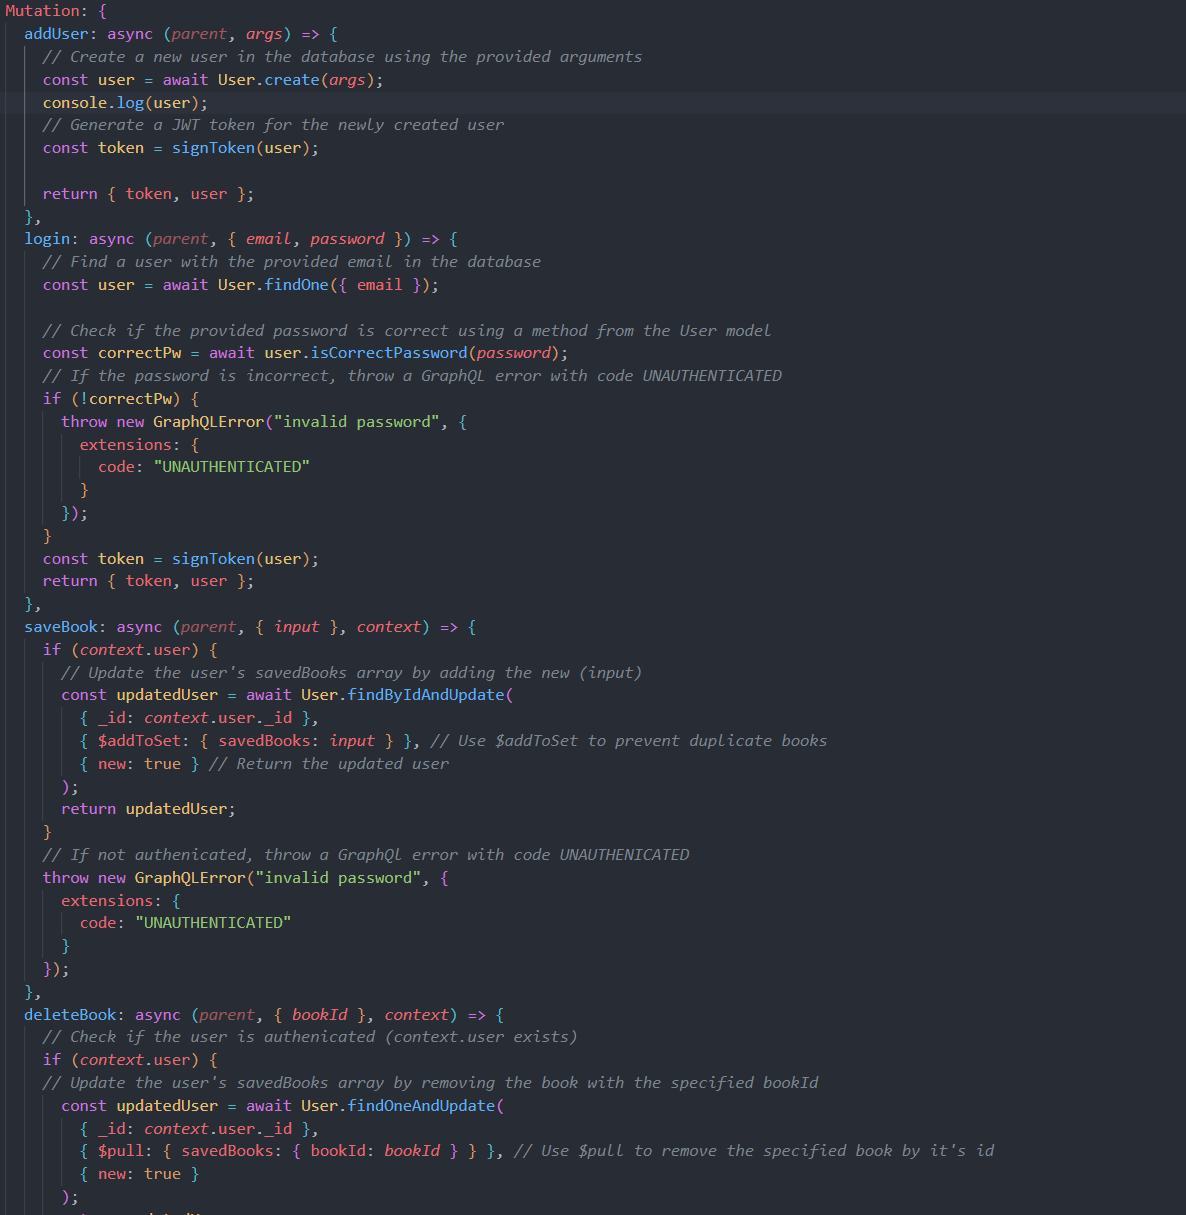 Mutation: {
addUser: async (parent, args) => {
// Create a new user in the database using the provided arguments
const user = await User.create(args);
console.log(user);
// Generate a JWT token for the newly created user
const token = signToken(user);
return { token, user };
},
login: async (parent, { email, password }) => {
// Find a user with the provided email in the database
const user = await User.findOne({ email });
// Check if the provided password is correct using a method from the User model
const correctPw = await user.isCorrectPassword(password);
// If the password is incorrect, throw a GraphQL error with code UNAUTHENTICATED
if (!correctPw) {
throw new GraphQLError("invalid password", {
extensions: {
code: "UNAUTHENTICATED"
}
});
}
const token = signToken(user);
return { token, user };
},
saveBook: async (parent, { input }, context) => {
if (context.user) {
// Update the user's savedBooks array by adding the new (input)
const updatedUser = await User.findByIdAndUpdate(
{ _id: context.user._id },
{ $addToSet: { savedBooks: input } }, // Use $addToSet to prevent duplicate books
{ new: true } // Return the updated user
);
return updatedUser;
}
// If not authenicated, throw a GraphQl error with code UNAUTHENICATED
throw new GraphQLError("invalid password", {
extensions: {
code: "UNAUTHENTICATED"
}
});
},
deleteBook: async (parent, { bookId }, context) => {
// Check if the user is authenicated (context.user exists)
if (context.user) {
// Update the user's savedBooks array by removing the book with the specified bookId
const updatedUser = await User.findOneAndUpdate(
{ _id: context.user._id },
{ $pull: { savedBooks: { bookId: bookId } } }, // Use $pull to remove the specified book by it's id
{ new: true }
);